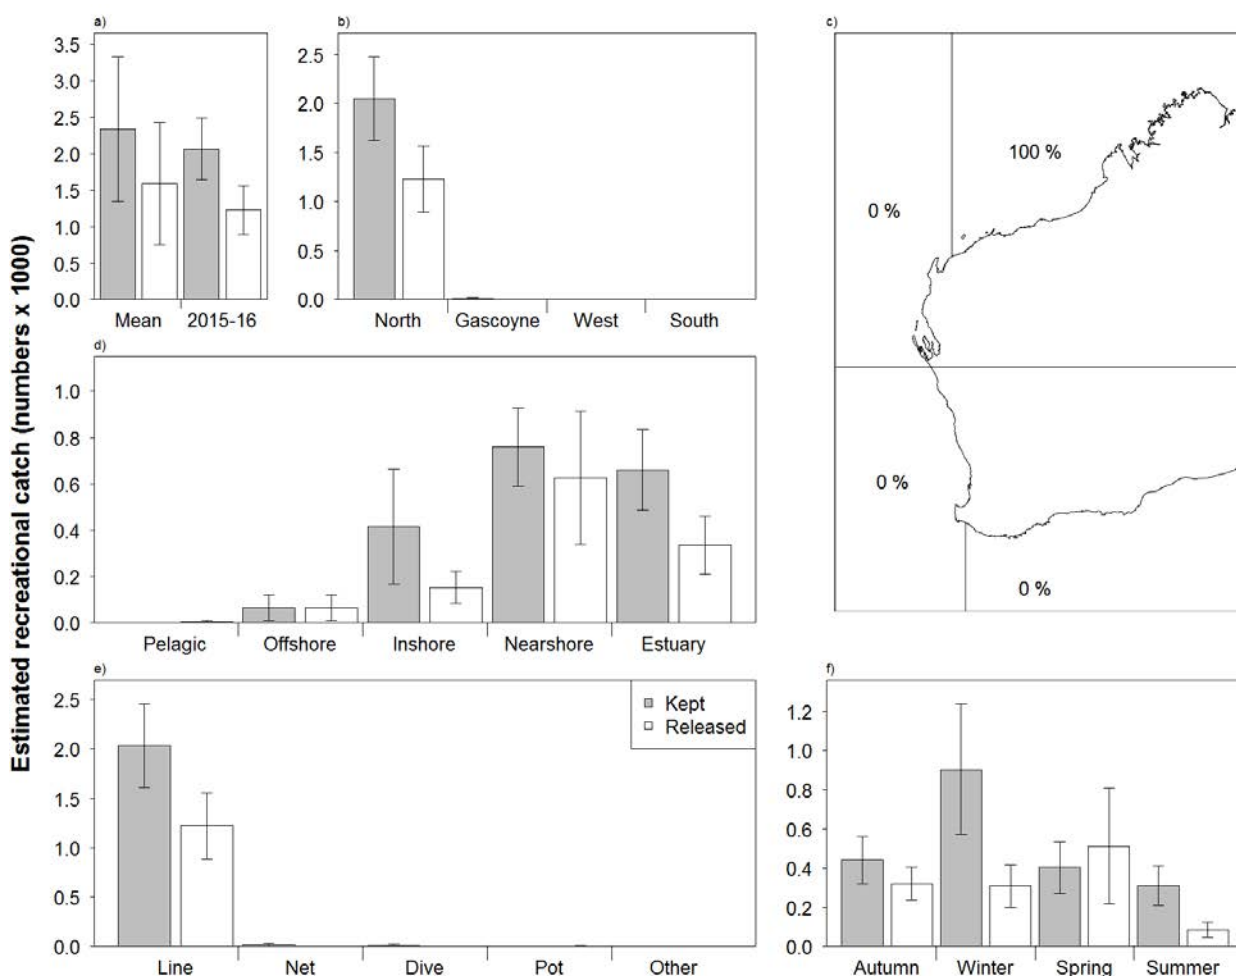 Estimated recreational catch (numbers x 1000)
a)
3.5
3.0
2.5
2.0
1.5
1.0
0.5
0.0
Mean 2015-16
b)
2.5
2.0
1.5
1.0
0.5
0.0
North Gascoyne West South
c)
100 %
0 %
0 %
0 %
d)
1.0
0.8
0.6
0.4
0.2
0.0
Pelagic Offshore Inshore Nearshore Estuary
e)
2.5
2.0
1.5
1.0
0.5
0.0
Kept
Released
Line Net Dive Pot Other
f)
1.2
1.0
0.8
0.6
0.4
0.2
0.0
Autumn Winter Spring Summer